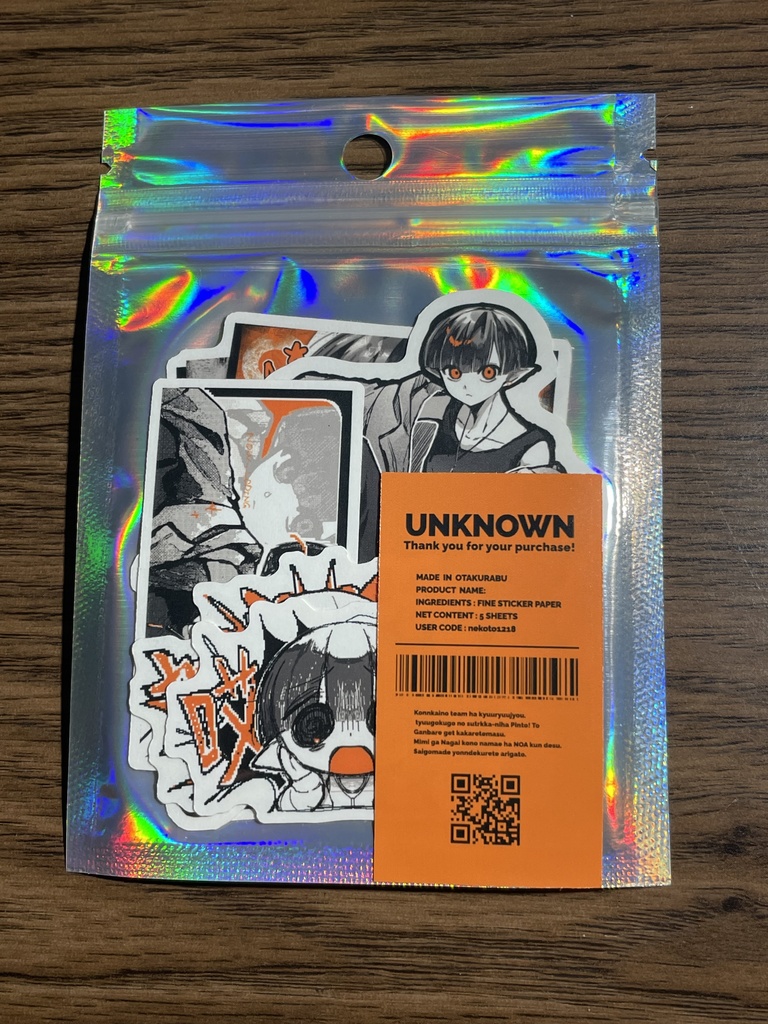 UNKNOWN
Thank you for your purchase!
MADE IN OTAKURABU
PRODUCT NAME:
INGREDIENTS : FINE STICKER PAPER
NET CONTENT : 5 SHEETS
USER CODE : nekoto1218
Konnkaino team ha kyuuryuujyou.
tyuugokuga no sutrkka-niha Pinto! To
Ganbare get kakaretemasu.
Mimi ga Nagai kono namae ha NOA kun desu.
Saigomade yonndekurete arigato.